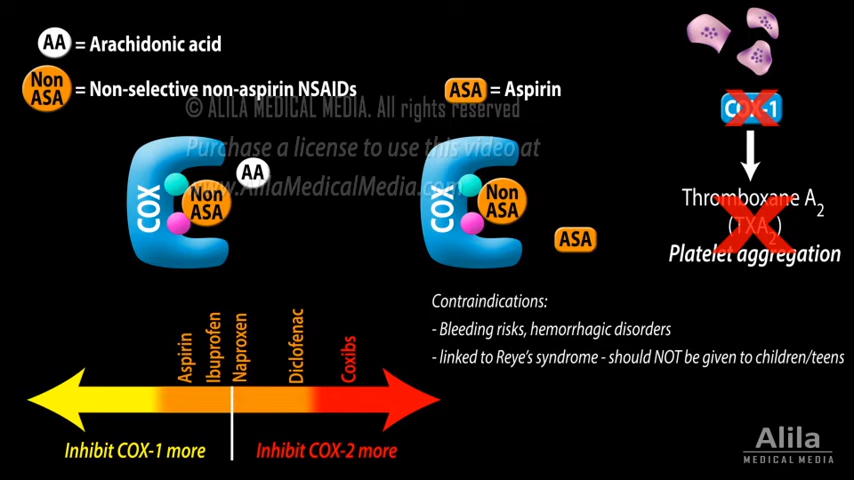 AA = Arachidonic acid
Non ASA = Non-selective non-aspirin NSAIDs
ASA = Aspirin
© ALILA MEDICAL MEDIA. All rights reserved
Purchase a license to use this video at
www.AlilaMedicalMedia.com
COX
Non
ASA
AA
COX
Non
ASA
ASA
COX-1
Thromboxane A2
(TXA2)
Platelet aggregation
Contraindications:
- Bleeding risks, hemorrhagic disorders
- linked to Reye's syndrome - should NOT be given to children/teens
Aspirin
Ibuprofen
Naproxen
Diclofenac
Coxibs
Inhibit COX-1 more
Inhibit COX-2 more
Alila
MEDICAL MEDIA